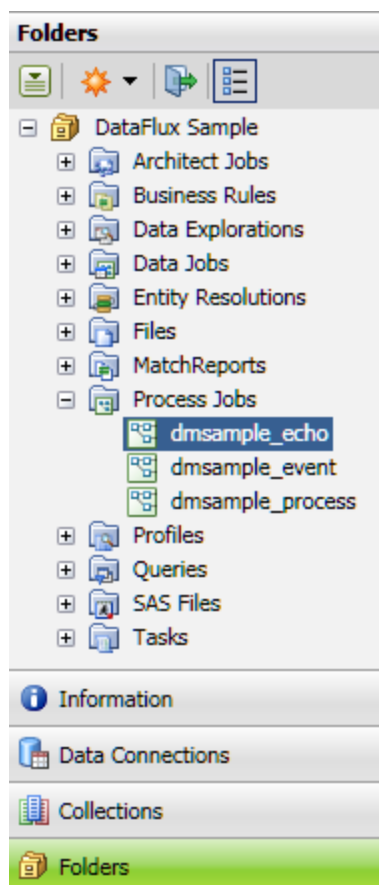 Folders
DataFlux Sample
Architect Jobs
Business Rules
Data Explorations
Data Jobs
Entity Resolutions
Files
MatchReports
Process Jobs
dmsample_echo
dmsample_event
dmsample_process
Profiles
Queries
SAS Files
Tasks
Information
Data Connections
Collections
Folders